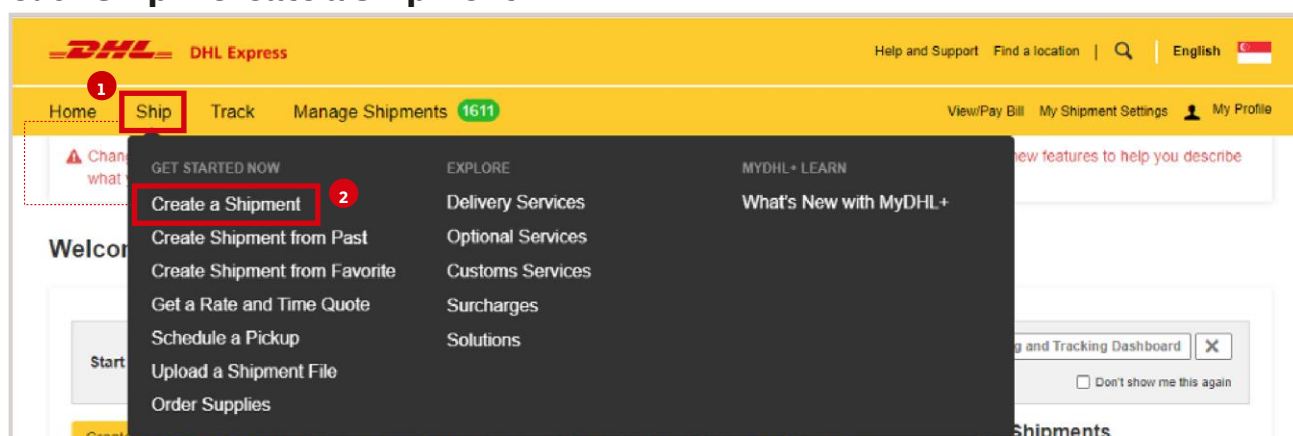 DHL DHL Express Help and Support Find a location | English
1
Home Ship Track Manage Shipments 1611 View/Pay Bill My Shipment Settings My Profile
GET STARTED NOW EXPLORE MYDHL+ LEARN
new features to help you describe
what
Create a Shipment 2 Delivery Services What's New with MyDHL+
Create Shipment from Past Optional Services
Create Shipment from Favorite Customs Services
Get a Rate and Time Quote Surcharges
Schedule a Pickup Solutions
Start and Tracking Dashboard X
Upload a Shipment File Don't show me this again
Order Supplies
Shipments